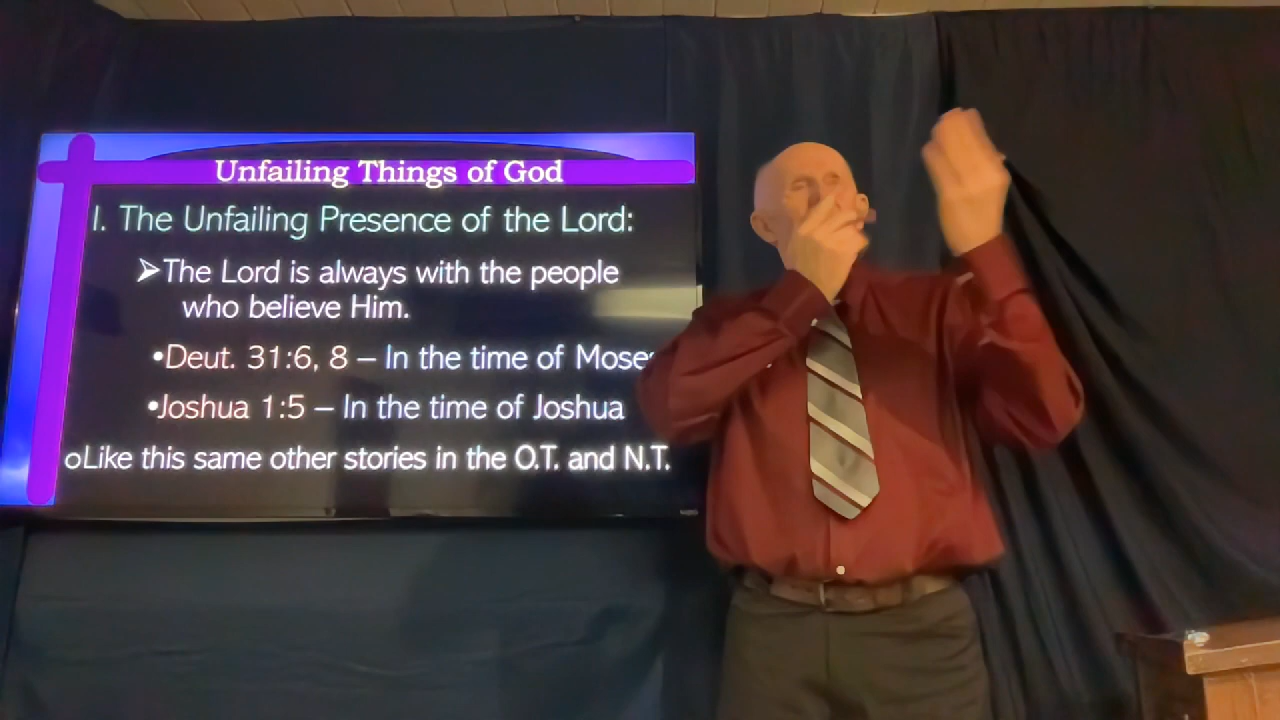 Unfailing Things of God
I. The Unfailing Presence of the Lord:
➤The Lord is always with the people
who believe Him.
•Deut. 31:6, 8 – In the time of
•Joshua 1:5 – In the time of Joshua
oLike this same other stories in the O.T. and N.T.